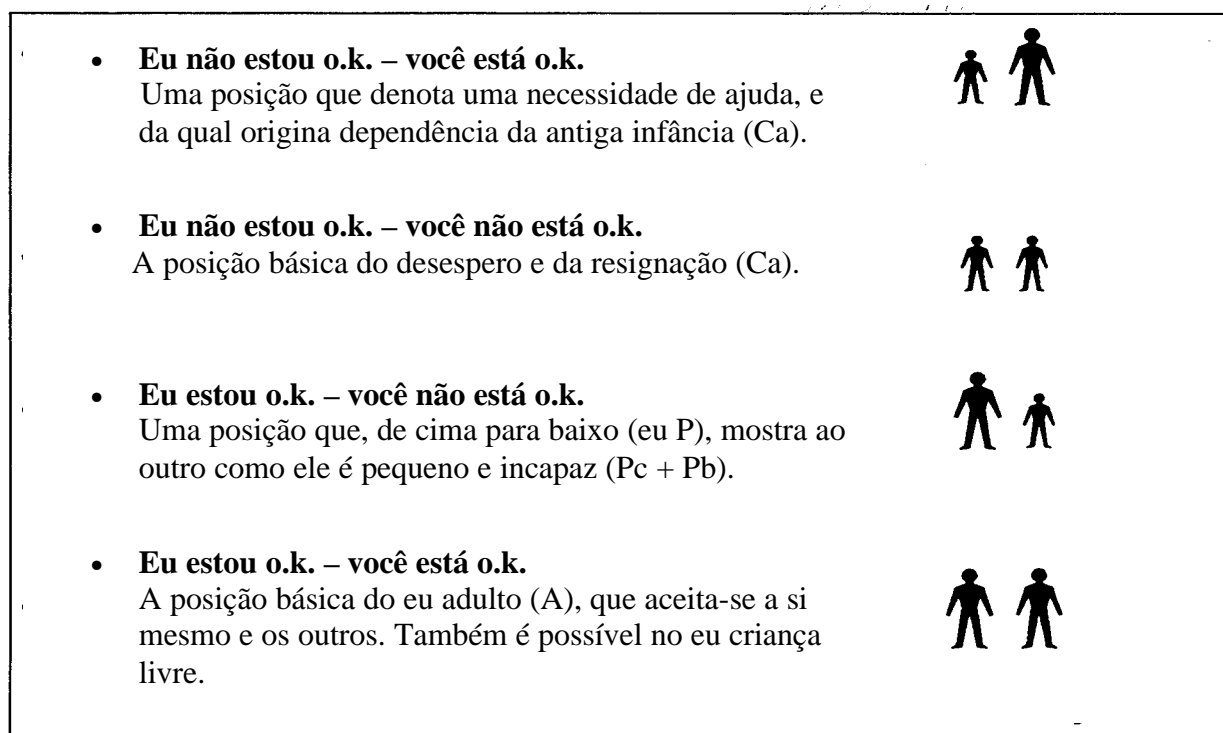 • Eu não estou o.k. – você está o.k.
Uma posição que denota uma necessidade de ajuda, e
da qual origina dependência da antiga infância (Ca).
• Eu não estou o.k. – você não está o.k.
A posição básica do desespero e da resignação (Ca).
• Eu estou o.k. – você não está o.k.
Uma posição que, de cima para baixo (eu P), mostra ao
outro como ele é pequeno e incapaz (Pc + Pb).
• Eu estou o.k. – você está o.k.
A posição básica do eu adulto (A), que aceita-se a si
mesmo e os outros. Também é possível no eu criança
livre.